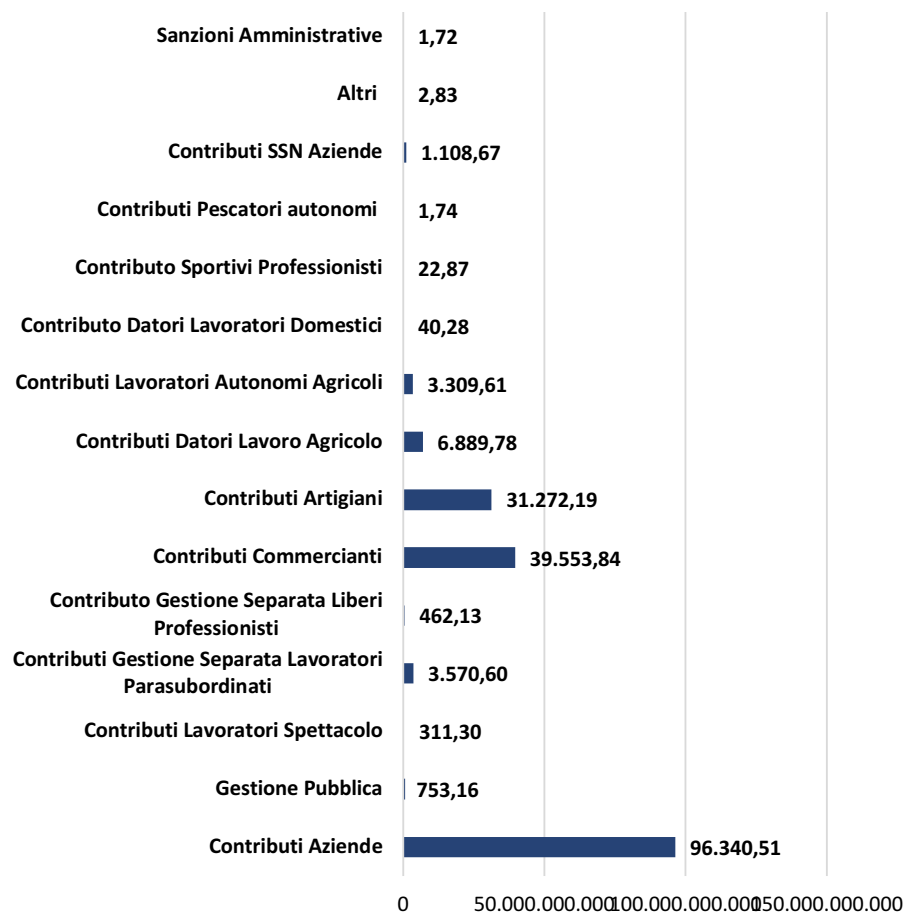 Sanzioni Amministrative 1,72
Altri 2,83
Contributi SSN Aziende 1.108,67
Contributi Pescatori autonomi 1,74
Contributo Sportivi Professionisti 22,87
Contributo Datori Lavoratori Domestici 40,28
Contributi Lavoratori Autonomi Agricoli 3.309,61
Contributi Datori Lavoro Agricolo 6.889,78
Contributi Artigiani 31.272,19
Contributi Commercianti 39.553,84
Contributo Gestione Separata Liberi
Professionisti 462,13
Contributi Gestione Separata Lavoratori
Parasubordinati 3.570,60
Contributi Lavoratori Spettacolo 311,30
Gestione Pubblica 753,16
Contributi Aziende 96.340,51
0 50.000.000.000 100.000.000.000 150.000.000.000